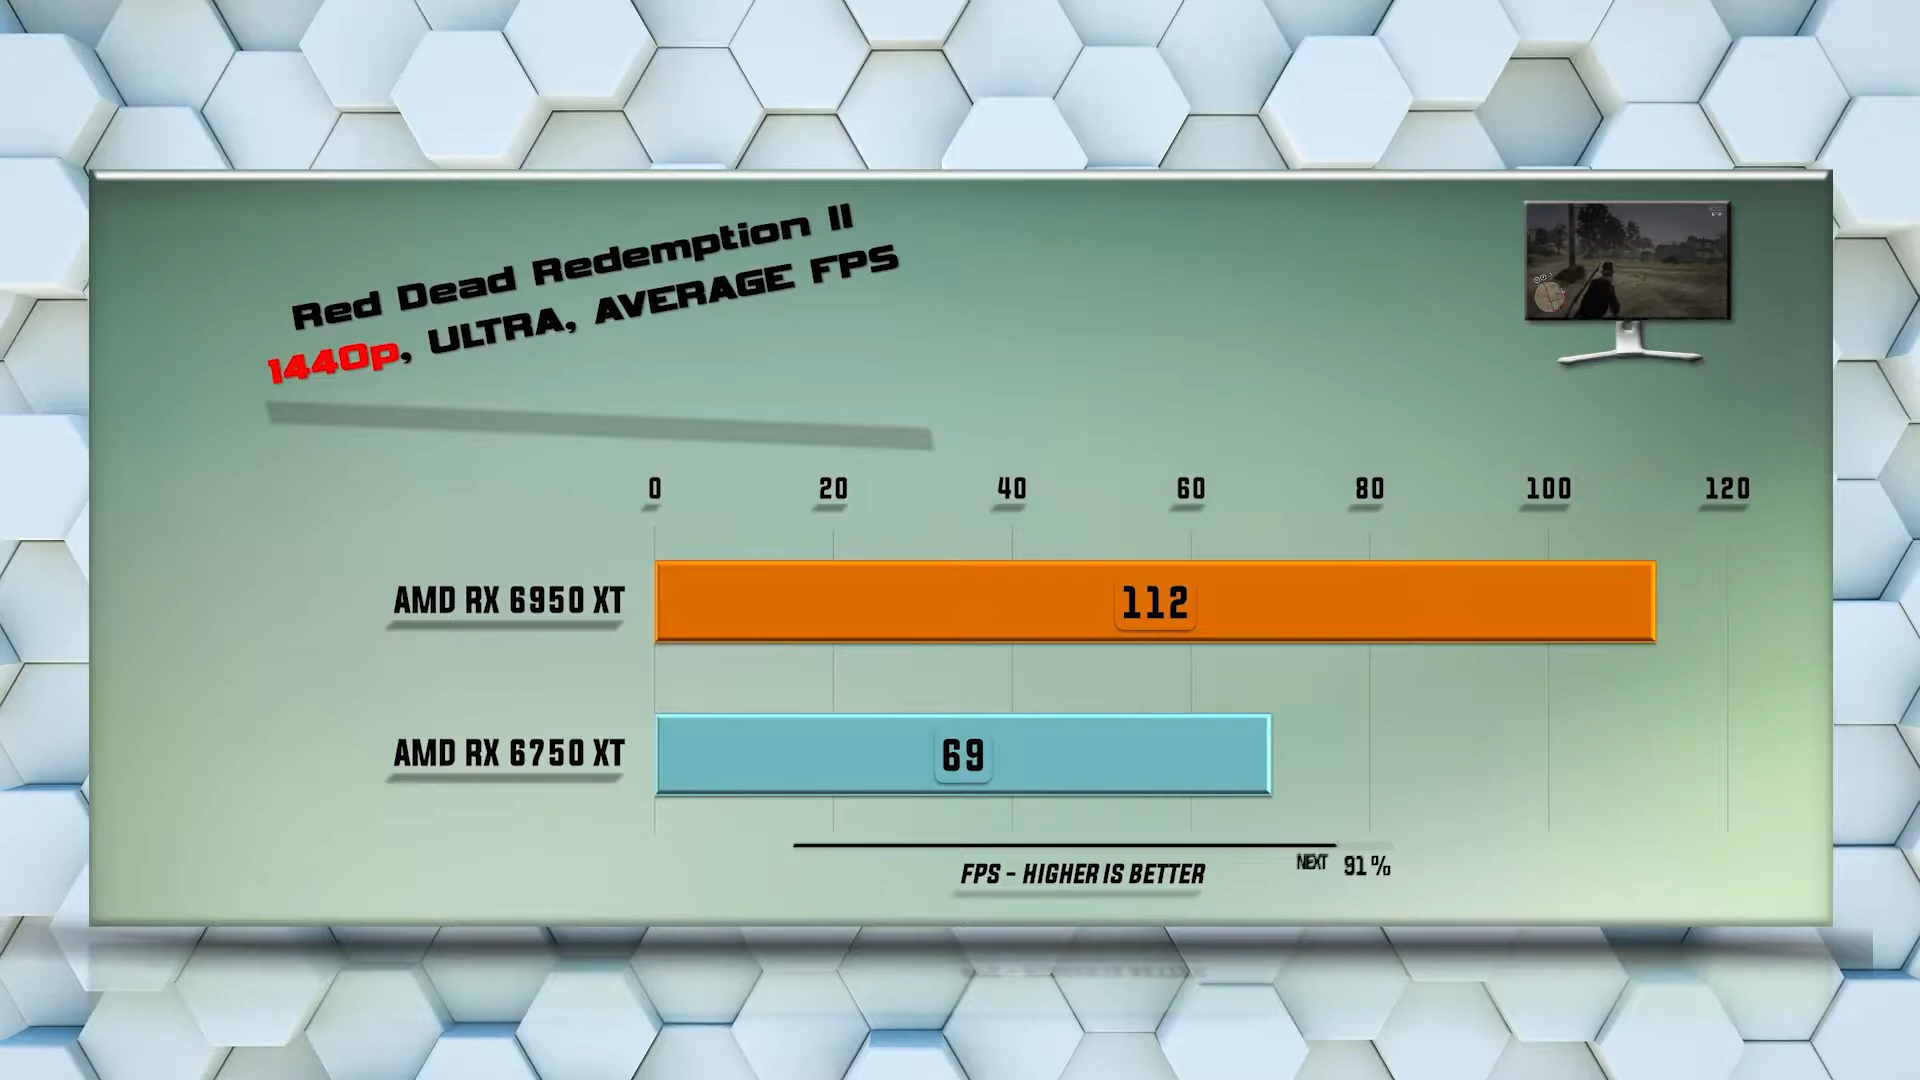 Red Dead Redemption II
1440p, ULTRA, AVERAGE FPS
0 20 40 60 80 100 120
AMD RX 6950 XT 112
AMD RX 6750 XT 69
FPS - HIGHER IS BETTER
NEXT 91%